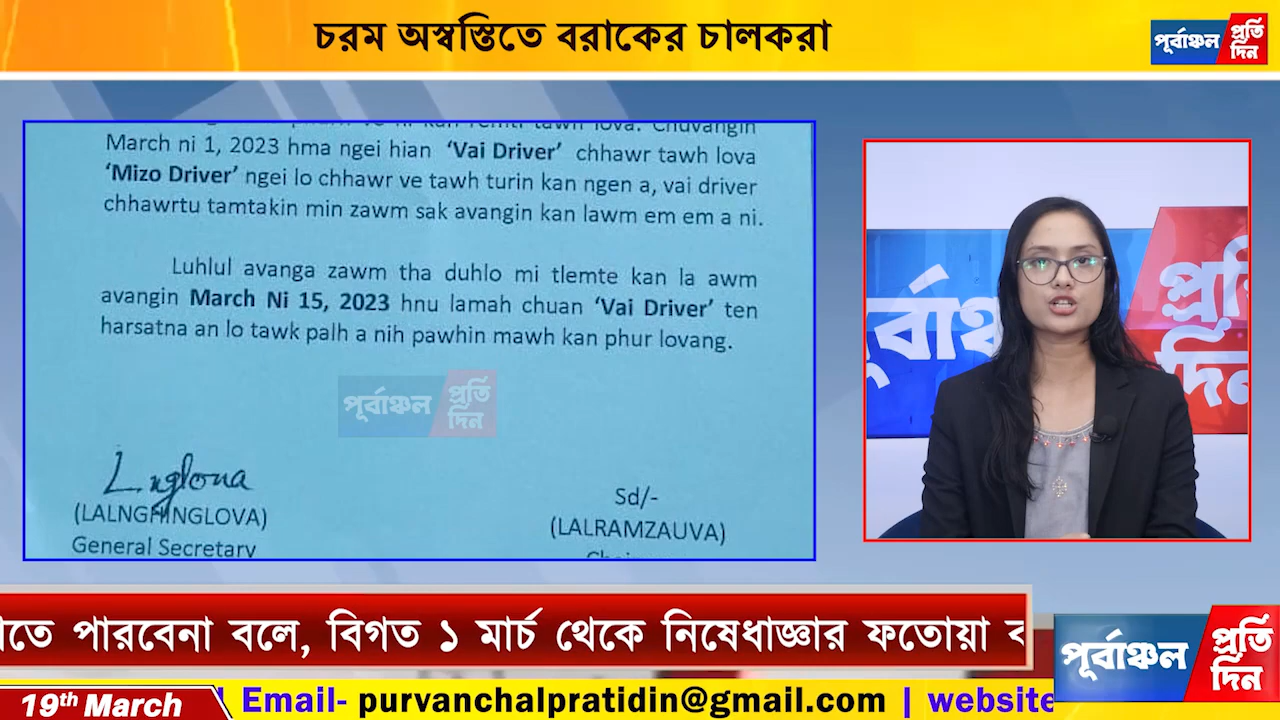 চরম অস্বস্তিতে বরাকের চালকরা
পূর্বাঞ্চল প্রতি দিন
March ni 1, 2023 hma ngei hian ‘Vai Driver’ chhawr tawh lova
‘Mizo Driver’ ngei lo chhawr ve tawh turin kan ngen a, vai driver
chhawrtu tamtakin min zawm sak avangin kan lawm em em a ni.
Luhlul avanga zawm tha duhlo mi tlemte kan la awm
avangin March Ni 15, 2023 hnu lamah chuan ‘Vai Driver’ ten
harsatna an lo tawk palh a nih pawhin mawh kan phur lovang.
পূর্বাঞ্চল প্রতি দিন
(LALNGHINGLOVA)
General Secretary
Sd/-
(LALRAMZAUVA)
পারবেনা বলে, বিগত ১ মার্চ থেকে নিষেধাজ্ঞার ফতোয়া
পূর্বাঞ্চল প্রতি দিন
19th March
| Email- purvanchalpratidin@gmail.com | website